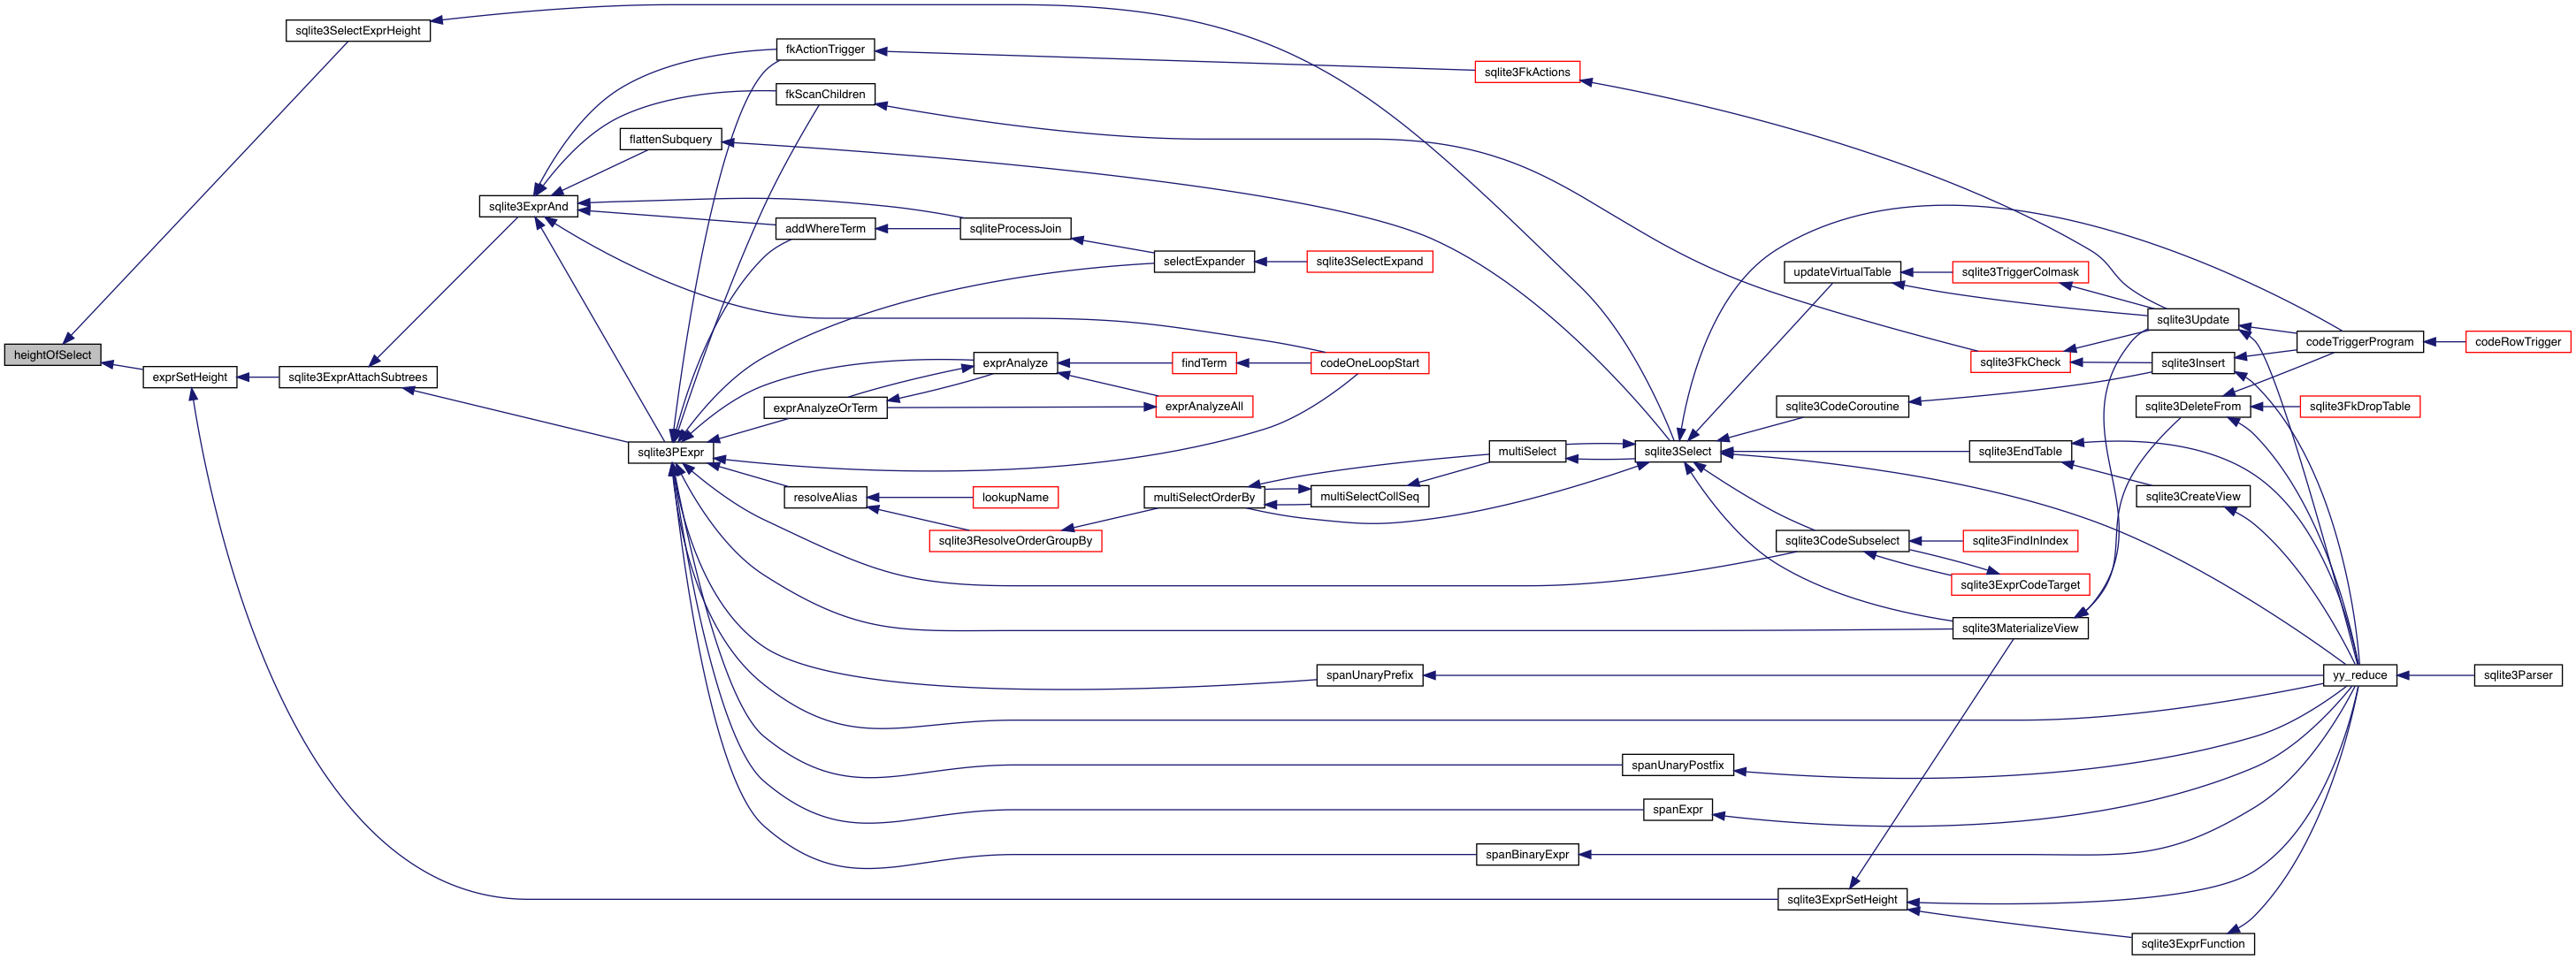 sqlite3SelectExprHeight
fkActionTrigger
sqlite3FkActions
fkScanChildren
flattenSubquery
sqlite3ExprAnd
addWhereTerm
sqliteProcessJoin
selectExpander
sqlite3SelectExpand
updateVirtualTable
sqlite3TriggerColmask
sqlite3Update
heightOfSelect
exprSetHeight
sqlite3ExprAttachSubtrees
exprAnalyze
findTerm
codeOneLoopStart
sqlite3FkCheck
sqlite3Insert
codeTriggerProgram
codeRowTrigger
exprAnalyzeOrTerm
exprAnalyzeAll
sqlite3CodeCoroutine
sqlite3DeleteFrom
sqlite3FkDropTable
sqlite3PExpr
multiSelect
sqlite3Select
sqlite3EndTable
resolveAlias
lookupName
multiSelectOrderBy
multiSelectCollSeq
sqlite3CreateView
sqlite3ResolveOrderGroupBy
sqlite3CodeSubselect
sqlite3FindInIndex
sqlite3ExprCodeTarget
sqlite3MaterializeView
spanUnaryPrefix
yy_reduce
sqlite3Parser
spanUnaryPostfix
spanExpr
spanBinaryExpr
sqlite3ExprSetHeight
sqlite3ExprFunction